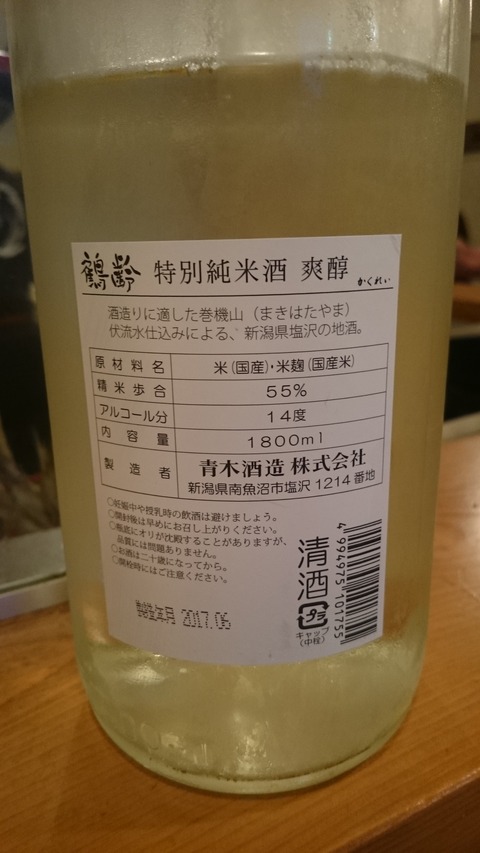 鶴齢 特別純米酒 爽醇 かくれい
酒造りに適した巻機山（まきはたやま）
伏流水仕込みによる、新潟県塩沢の地酒。
原材料名 米（国産）・米麹（国産米）
精米歩合 55%
アルコール分 14度
内容量 1800ml
製造者 青木酒造 株式会社
新潟県南魚沼市塩沢 1214 番地
○妊娠中や授乳時の飲酒は避けましょう。
○開封後は早めにお召し上がりください。
○瓶底にオリが沈殿することがありますが、
品質には問題ありません。
○お酒は二十歳になってから。
○開栓時にはご注意ください。
製造年月 2017.06
清酒
プラ
キャップ
（中栓）
4 994975 101755